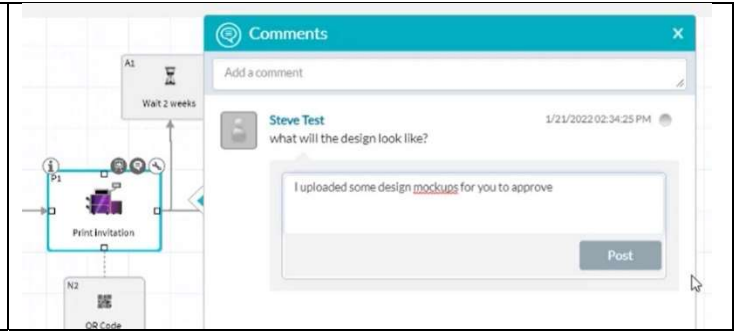 Comments
X
Add a comment
A1
Wait 2 weeks
Steve Test
1/21/2022 02:34:25 PM
what will the design look like?
i
P1
Print invitation
I uploaded some design mockups for you to approve
Post
N2
QR Code